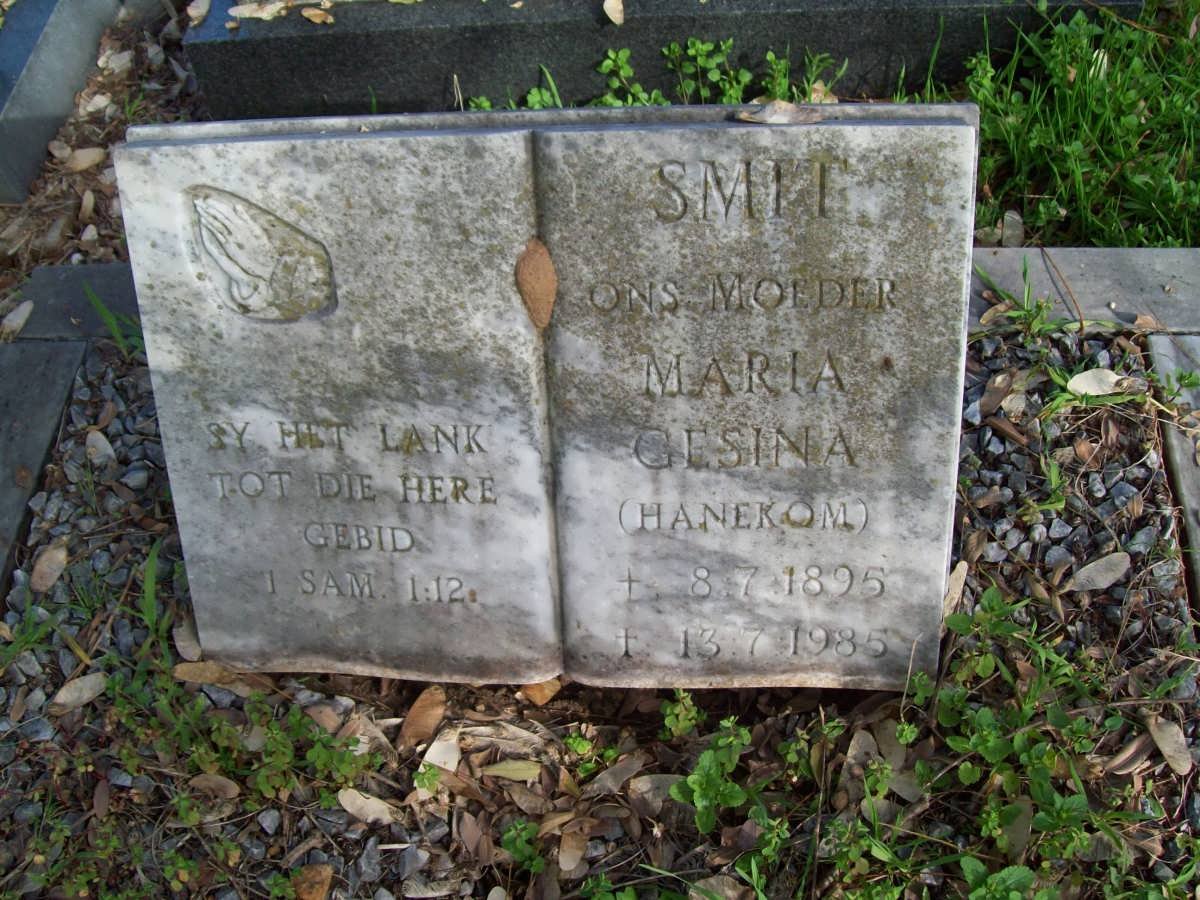 SY HET LANK
TOT DIE HERE
GEBID
1 SAM. 1:12.
SMIT
ONS MOEDER
MARIA
GESINA
(HANEKOM)
+ 8·7·1895
† 13·7·1985